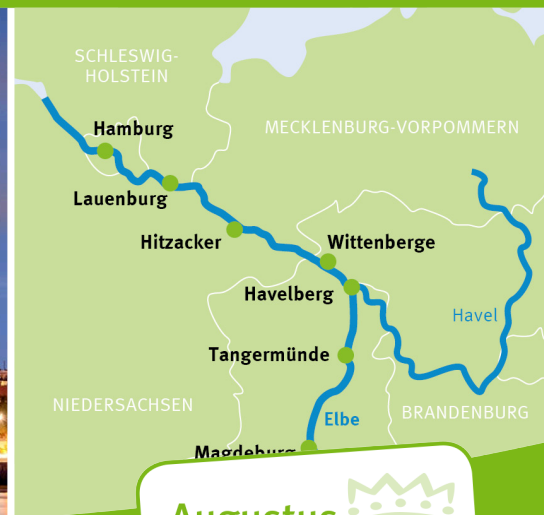 SCHLESWIG-
HOLSTEIN
Hamburg
MECKLENBURG-VORPOMMERN
Lauenburg
Hitzacker
Wittenberge
Havelberg
Havel
Tangermünde
NIEDERSACHSEN
BRANDENBURG
Elbe
Magdeburg
Augustus